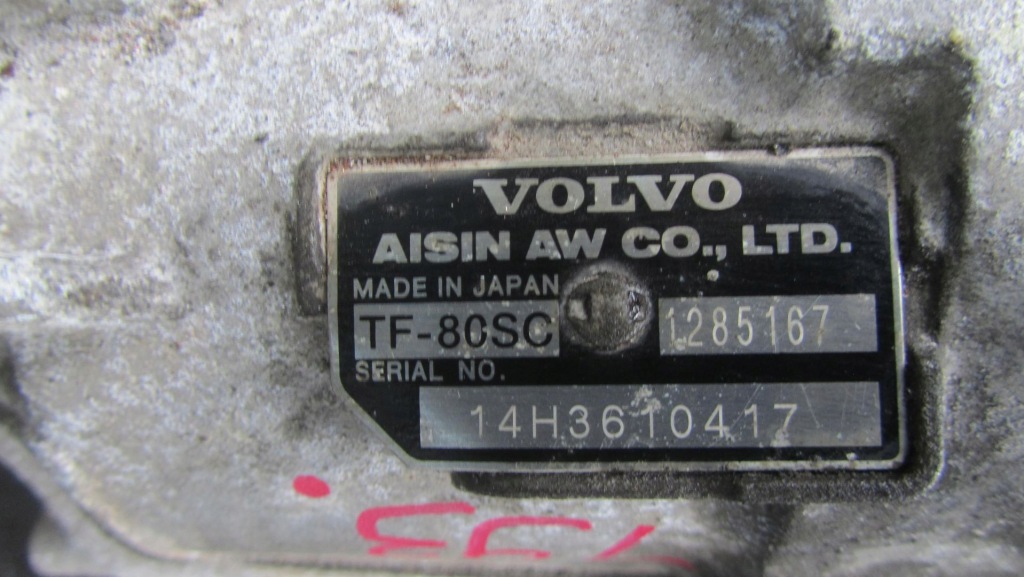 VOLVO
AISIN AW CO., LTD.
MADE IN JAPAN
TF-80SC 1285167
SERIAL NO.
14H3610417